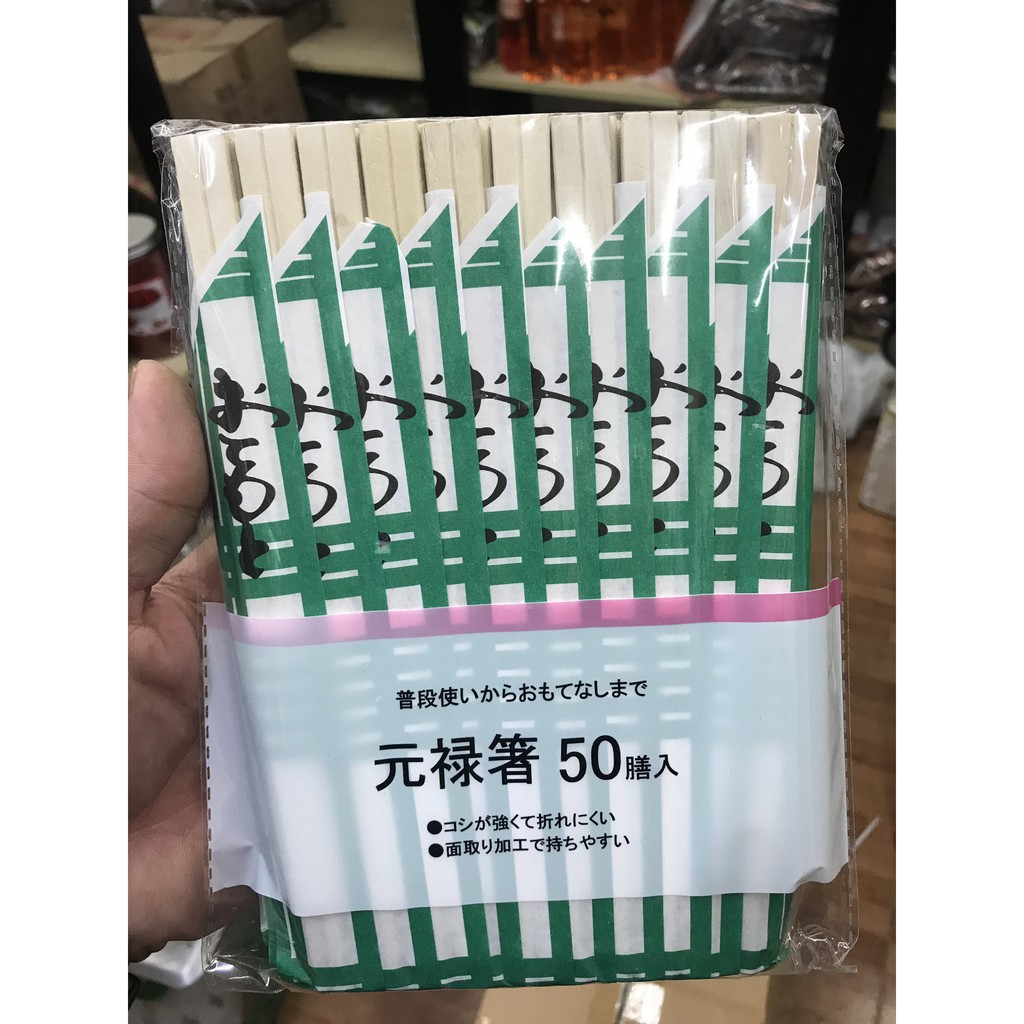 おてもと
普段使いからおもてなしまで
元禄箸 50膳入
●コシが強くて折れにくい
●面取り加工で持ちやすい